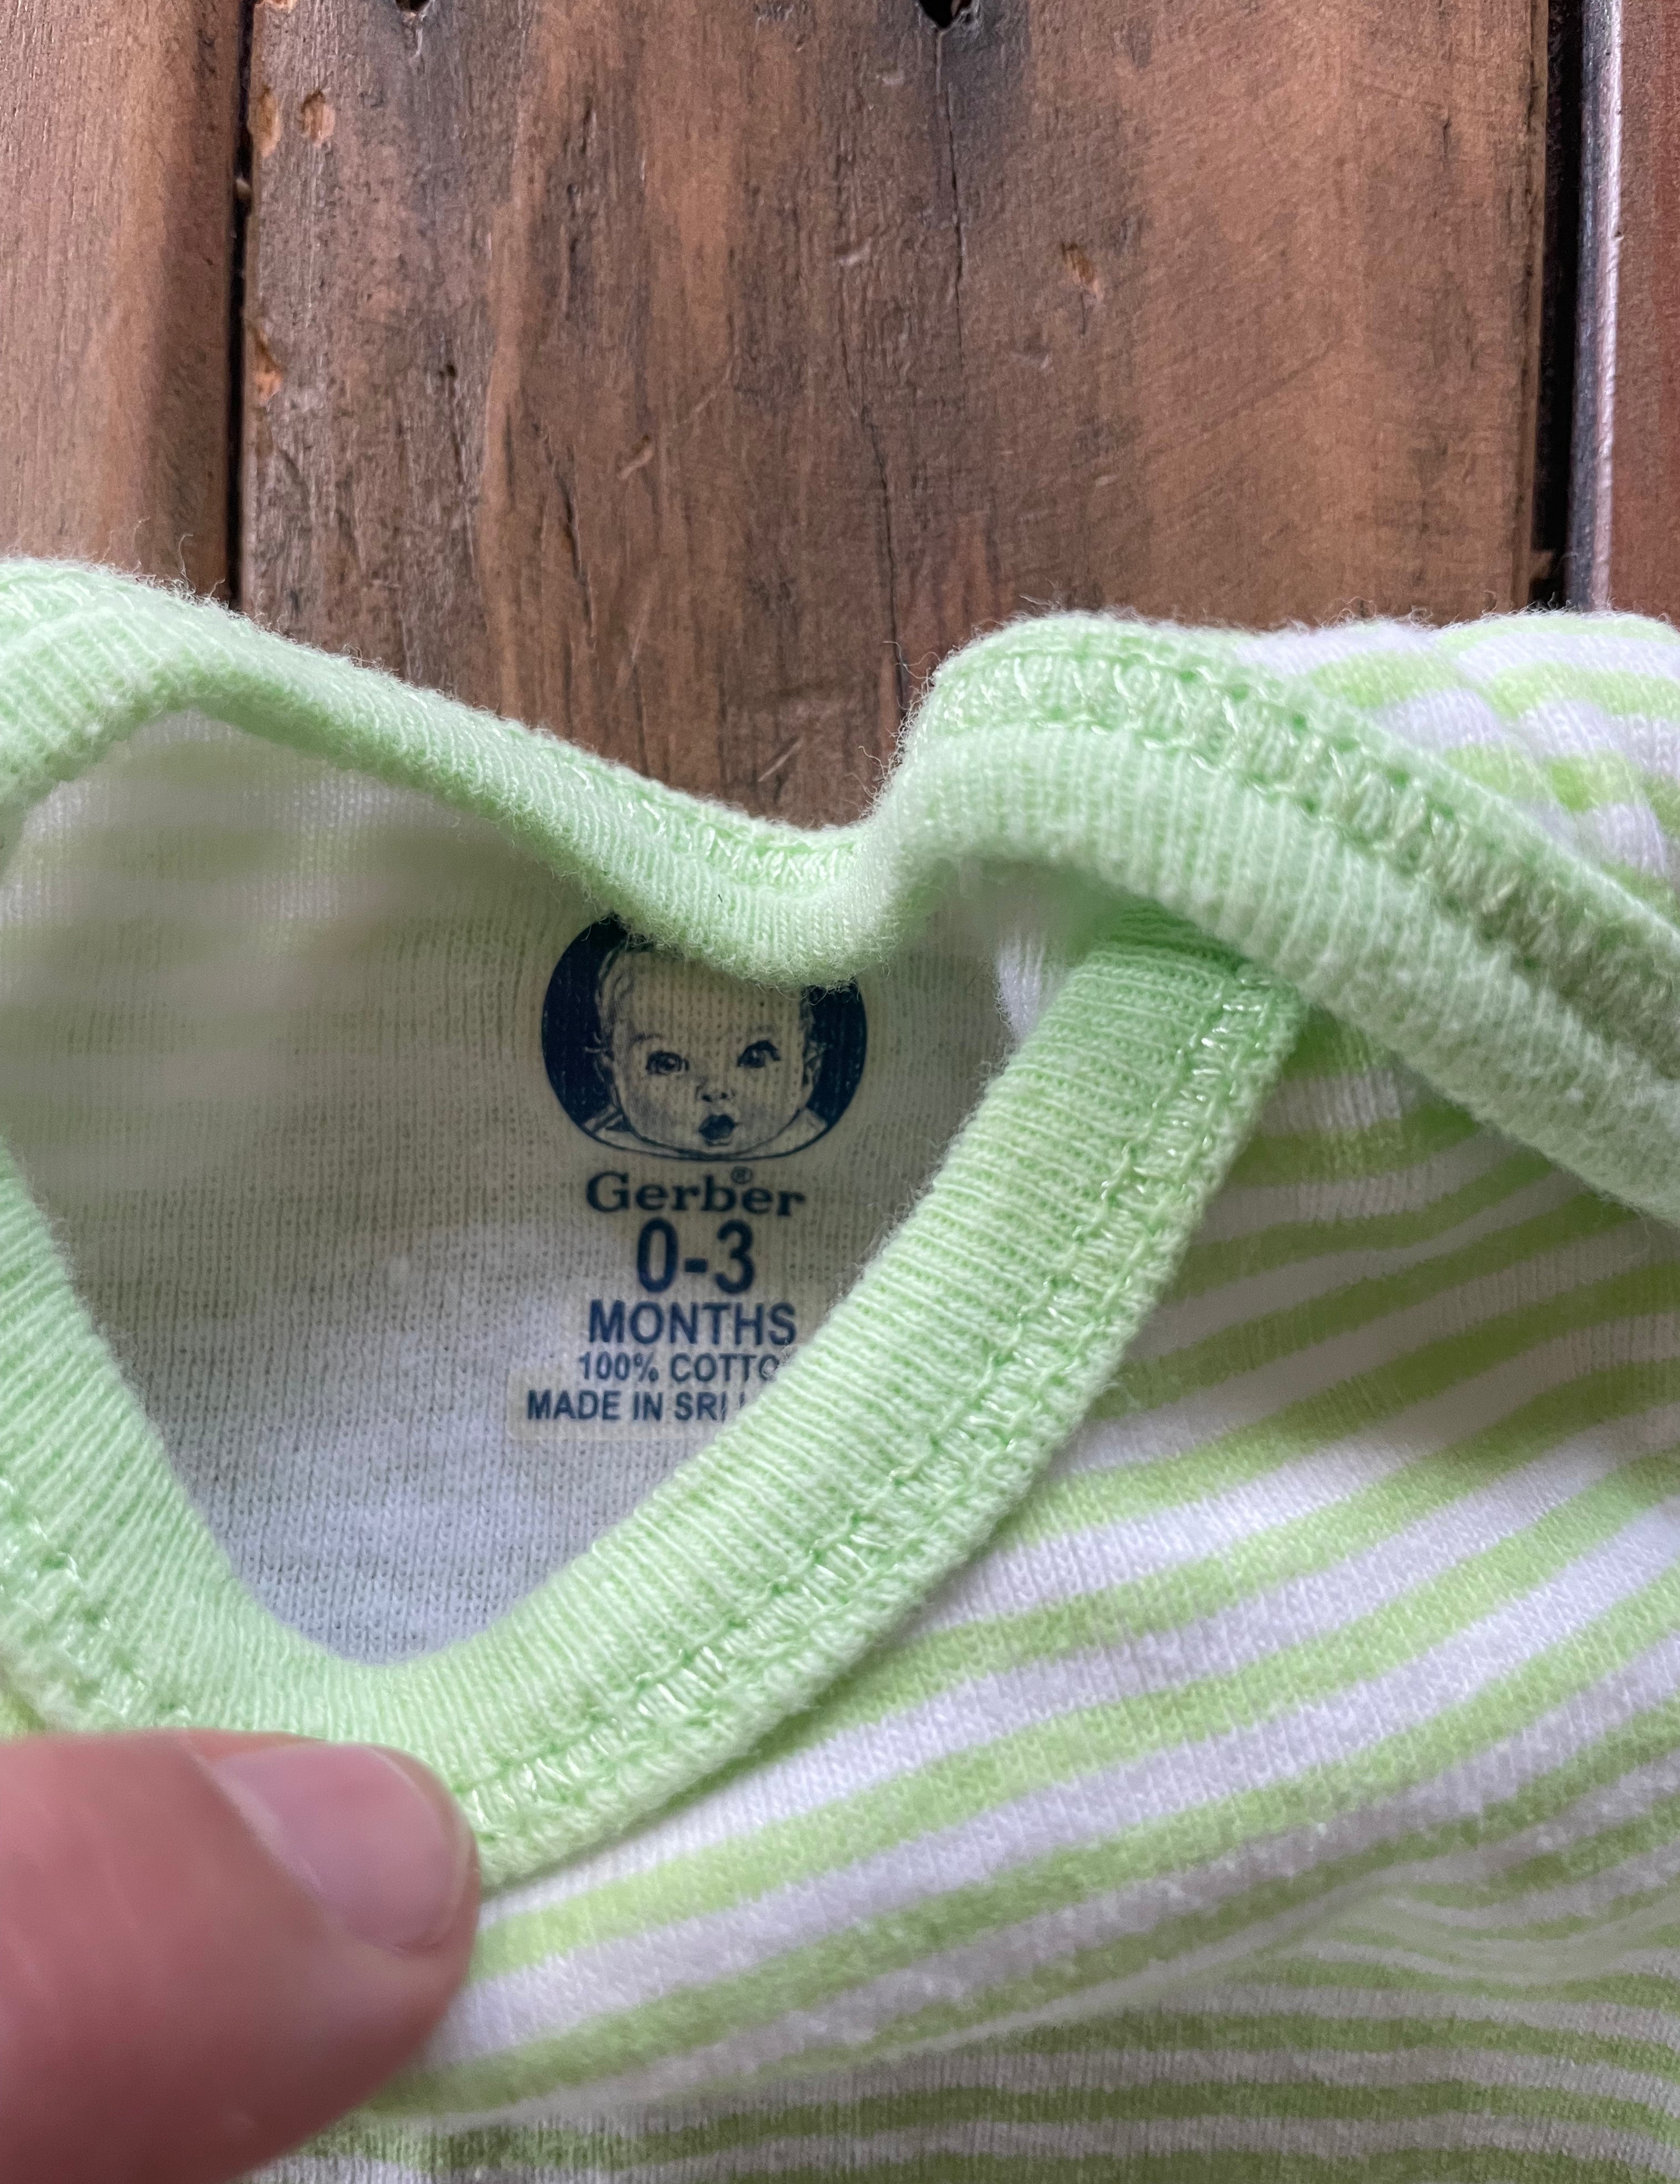 Gerber®
0-3
MONTHS
100% COTTO
MADE IN SRI